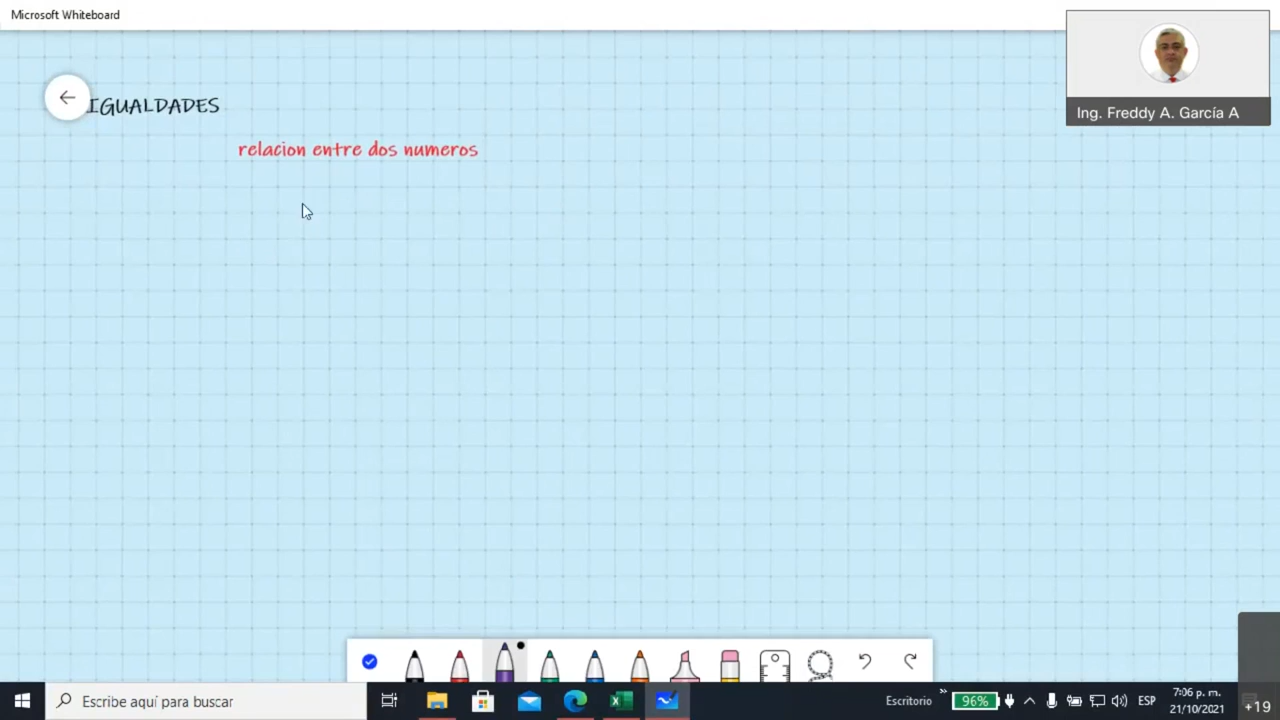 Microsoft Whiteboard
IGUALDADES
relacion entre dos numeros
Ing. Freddy A. García A
Escribe aquí para buscar
Escritorio
96%
ESP
7:06 p. m.
21/10/2021
+19